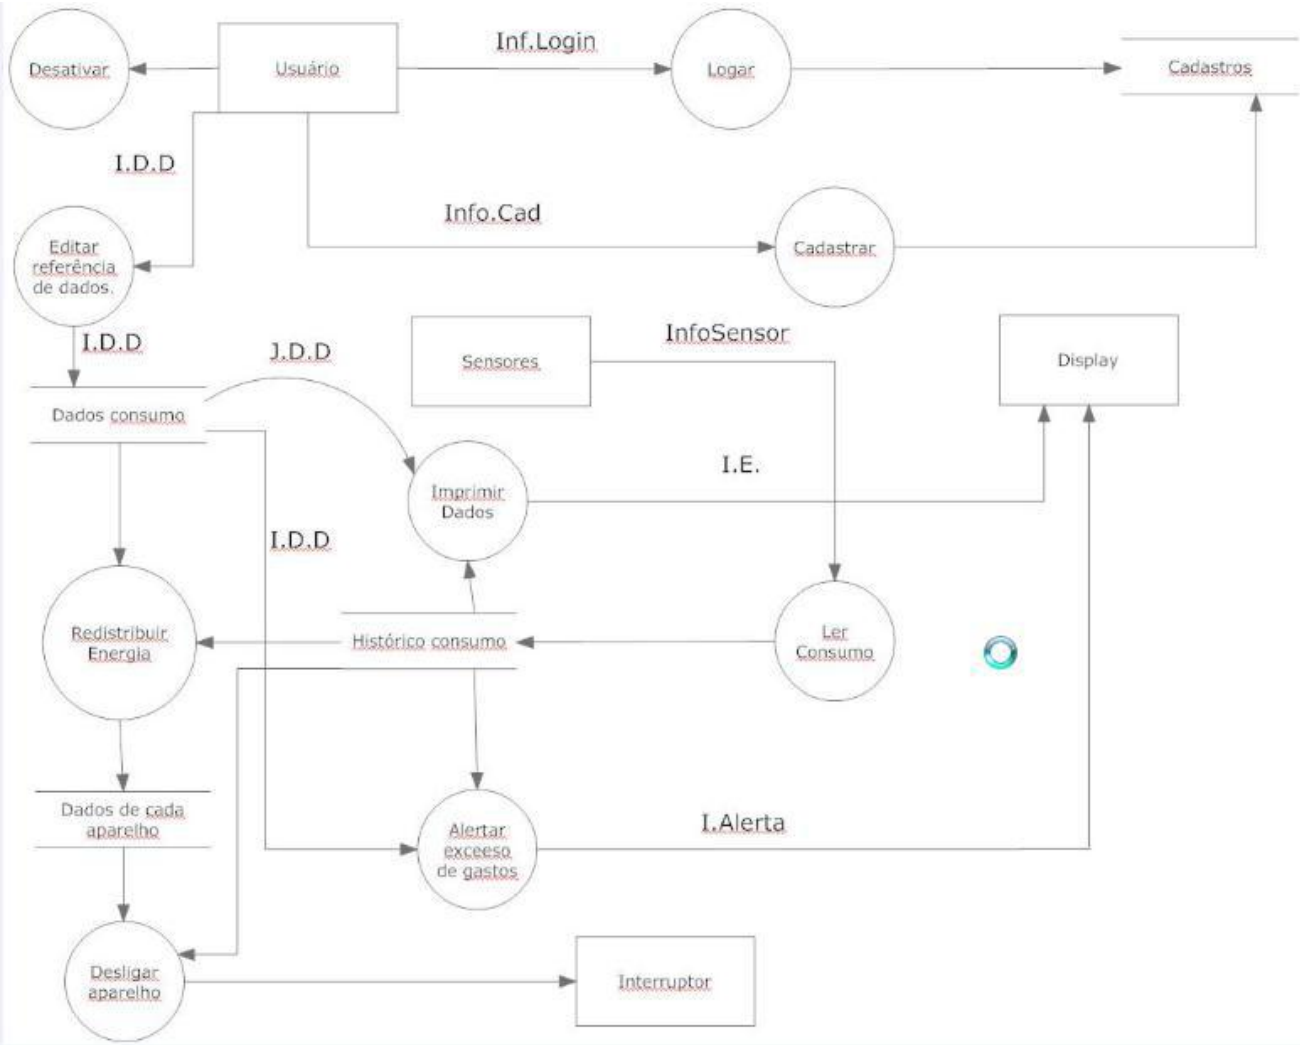 Desativar
Usuário
Inf.Login
Logar
Cadastros
I.D.D
Info.Cad
Editar
referência
de dados.
Cadastrar
I.D.D
J.D.D
InfoSensor
Sensores
Display
Dados consumo
I.E.
Imprimir
Dados
I.D.D
Redistribuir
Energia
Histórico consumo
Ler
Consumo
Dados de cada
aparelho
I.Alerta
Alertar
exceeso
de gastos
Desligar
aparelho
Interruptor